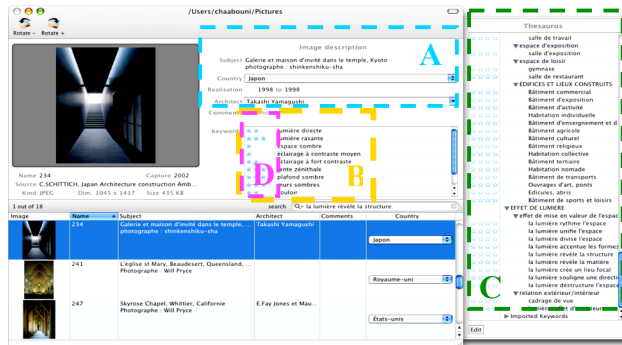 /Users/chaabouni/Pictures
Rotate - Rotate +
Image description
A
Subject Galerie et maison d'invité dans le temple, Kyoto
photographe : shinkenshiku-sha
Country Japon
Realisation 1998 to 1998
Architect Takashi Yamagushi
Comments
Keywords lumière directe
lumière rasante
espace sombre
éclairage à contraste moyen
éclairage à fort contraste
fente zénithale
plafond sombre
murs sombres
couloir
D
B
Name 234 Capture 2002
Source C.SCHITTICH, Japan Architecture construction Amb...
Kind JPEG Dim. 1045 x 1417 Size 435 KB
1 out of 18 search la lumière révèle la structure
Image Name Subject Architect Comments Country
234 Galerie et maison d'invité dans le temple, ... Takashi Yamagushi
photographe : shinkenshiku-sha
Japon
241 L'église st Mary, Beaudesert, Queensland, ...
Photographe : Will Pryce
Royaume-uni
247 Skyrose Chapel, Whittier, Californie E.Fay Jones et Mau...
Photographe : Will Pryce
États-unis
Thesaurus
salle de travail
espace d'exposition
salle d'exposition
espace de loisir
gymnase
salle de restaurant
ÉDIFICES ET LIEUX CONSTRUITS
Bâtiment commercial
Bâtiment d'exposition
Bâtiment d'activité
Habitation individuelle
Bâtiment d'enseignement et d
Bâtiment agricole
Bâtiment culturel
Bâtiment religieux
Habitation collective
Bâtiment tertiaire
Habitation nomade
Bâtiment de transports
Ouvrages d'art, ponts
Édicules, abris
Bâtiment de sports et loisirs
EFFET DE LUMIERE
effet de mise en valeur de l'espac
la lumière rythme l'espace
la lumière unifie l'espace
la lumière divise l'espace
la lumière accentue les formes
la lumière révèle la structure
la lumière révèle la matière
la lumière crée un lieu focal
la lumière souligne une directi
la lumière déstructure l'espace
relation extérieur/intérieur
cadrage de vue
d'intérieur
Imported Keywords
C
Edit